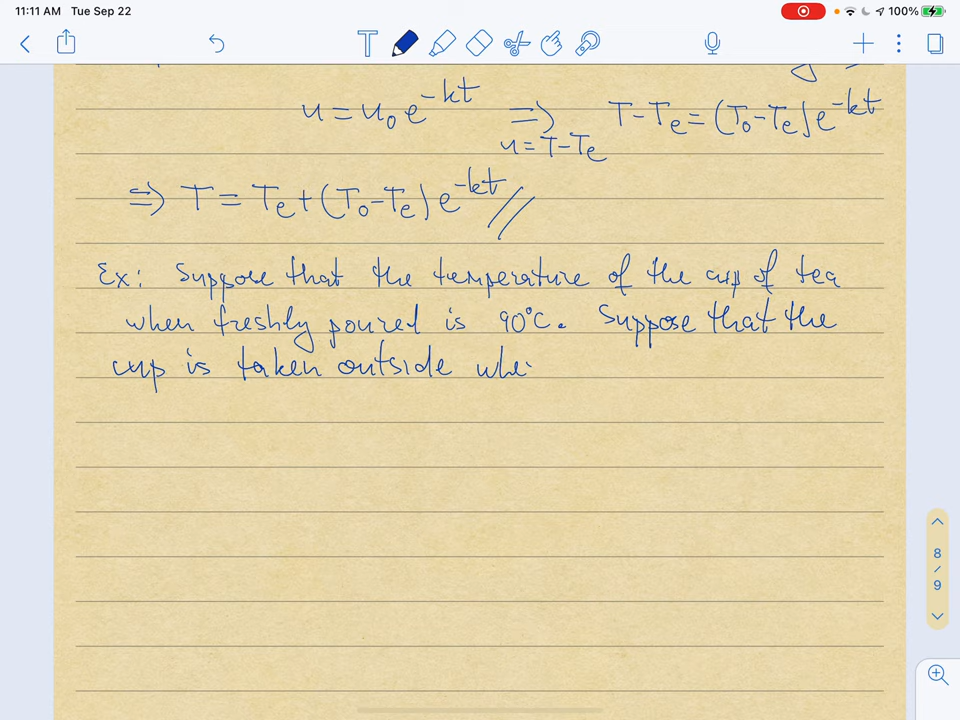 11:11 AM Tue Sep 22
100%
u = u₀ e^{-kt} ⟹ T-Tₑ = (T₀-Tₑ) e^{-kt}
u = T-Tₑ
⟹ T = Tₑ + (T₀-Tₑ) e^{-kt} //
Ex: Suppose that the temperature of the cup of tea
when freshly poured is 90°C. Suppose that the
cup is taken outside whe
8
/
9